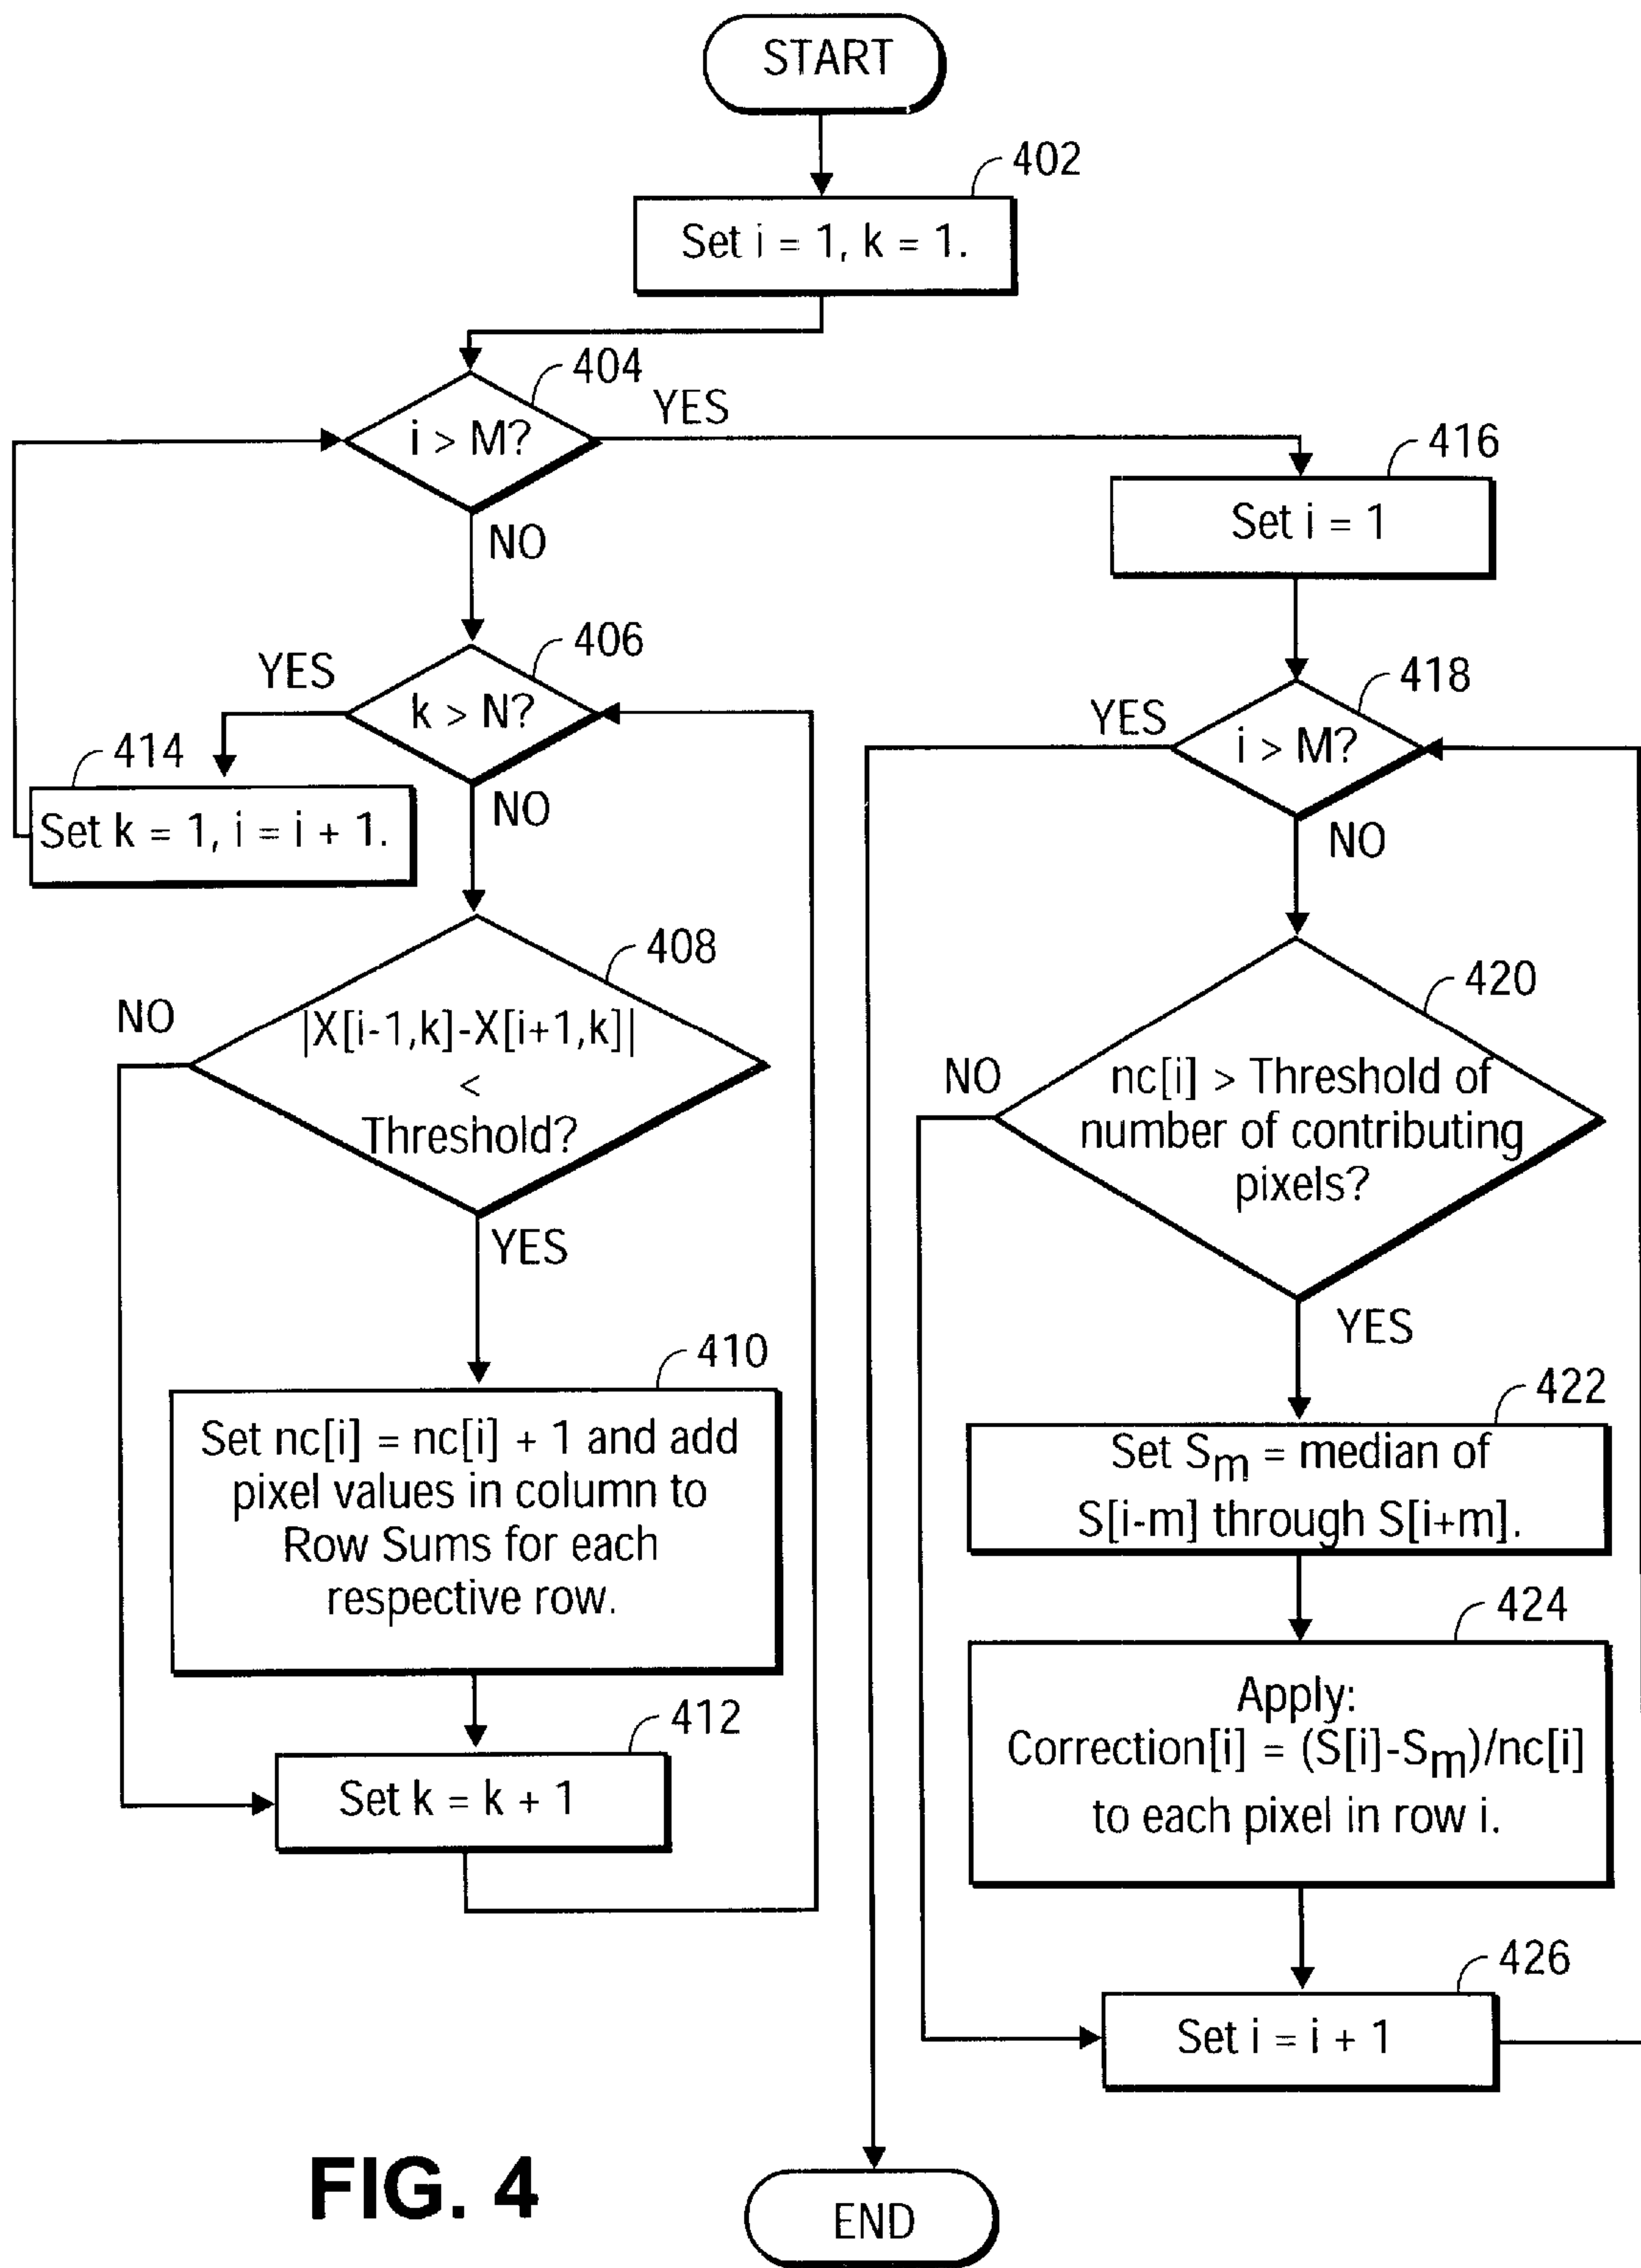 START
402
Set i = 1, k = 1.
404
i > M?
YES
NO
406
k > N?
YES
NO
414
Set k = 1, i = i + 1.
408
|X[i-1,k]-X[i+1,k]|
<
Threshold?
NO
YES
410
Set nc[i] = nc[i] + 1 and add
pixel values in column to
Row Sums for each
respective row.
412
Set k = k + 1
416
Set i = 1
418
i > M?
YES
NO
420
nc[i] > Threshold of
number of contributing
pixels?
NO
YES
422
Set Sm = median of
S[i-m] through S[i+m].
424
Apply:
Correction[i] = (S[i]-Sm)/nc[i]
to each pixel in row i.
426
Set i = i + 1
END
FIG. 4